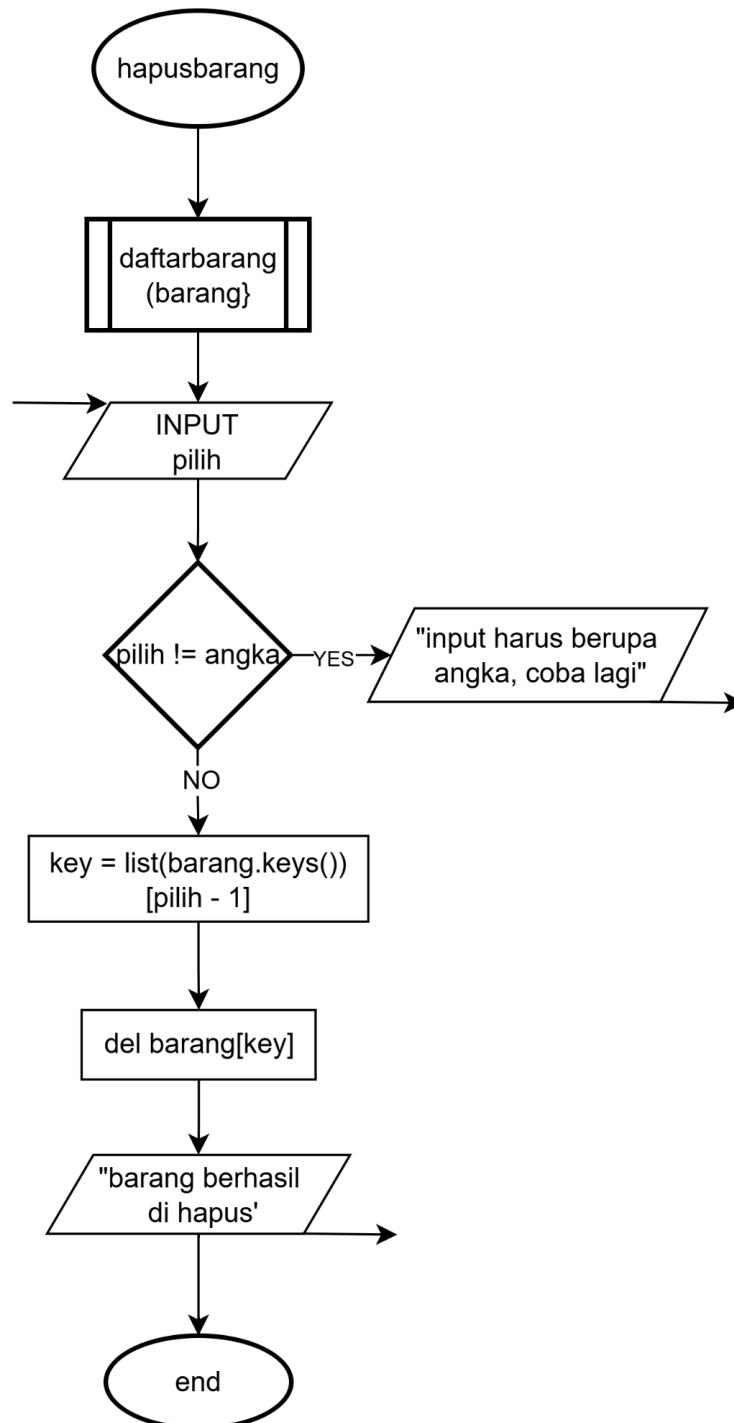 hapusbarang
daftarbarang
(barang}
INPUT
pilih
pilih != angka
YES
"input harus berupa
angka, coba lagi"
NO
key = list(barang.keys())
[pilih - 1]
del barang[key]
"barang berhasil
di hapus'
end